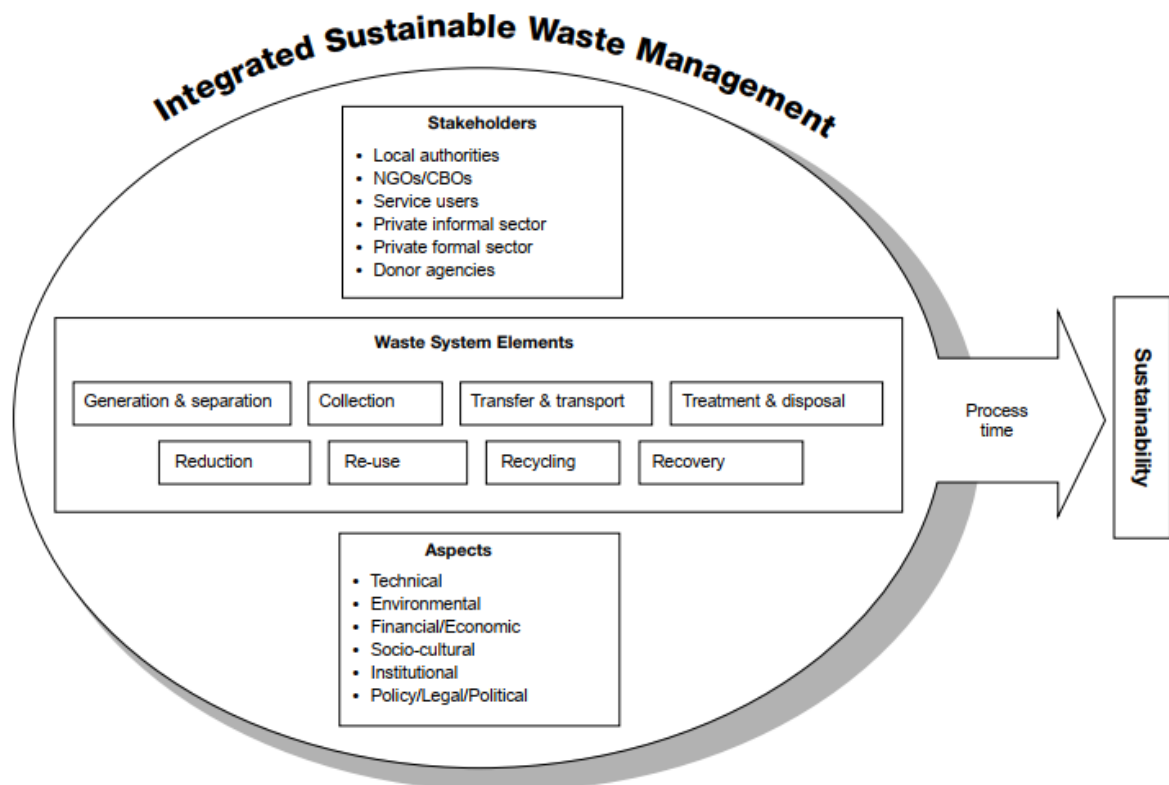 Integrated Sustainable Waste Management
Stakeholders
• Local authorities
• NGOs/CBOs
• Service users
• Private informal sector
• Private formal sector
• Donor agencies
Waste System Elements
Generation & separation
Collection
Transfer & transport
Treatment & disposal
Reduction
Re-use
Recycling
Recovery
Aspects
• Technical
• Environmental
• Financial/Economic
• Socio-cultural
• Institutional
• Policy/Legal/Political
Process
time
Sustainability